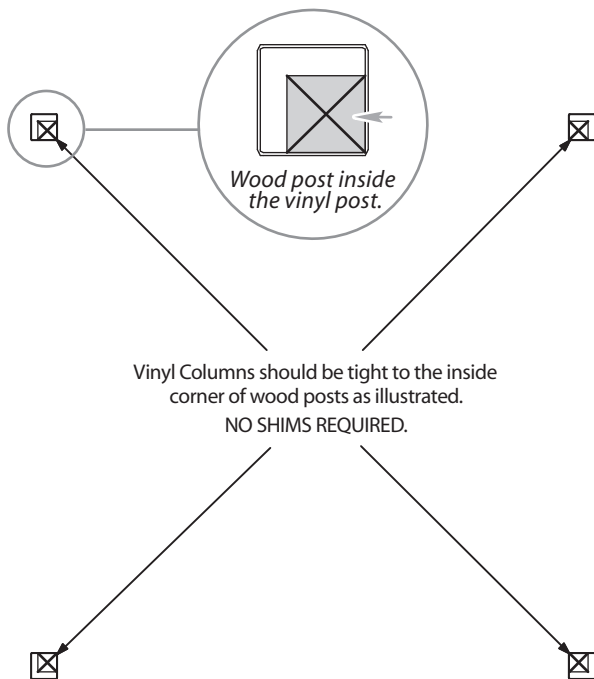 Wood post inside
the vinyl post.
Vinyl Columns should be tight to the inside
corner of wood posts as illustrated.
NO SHIMS REQUIRED.